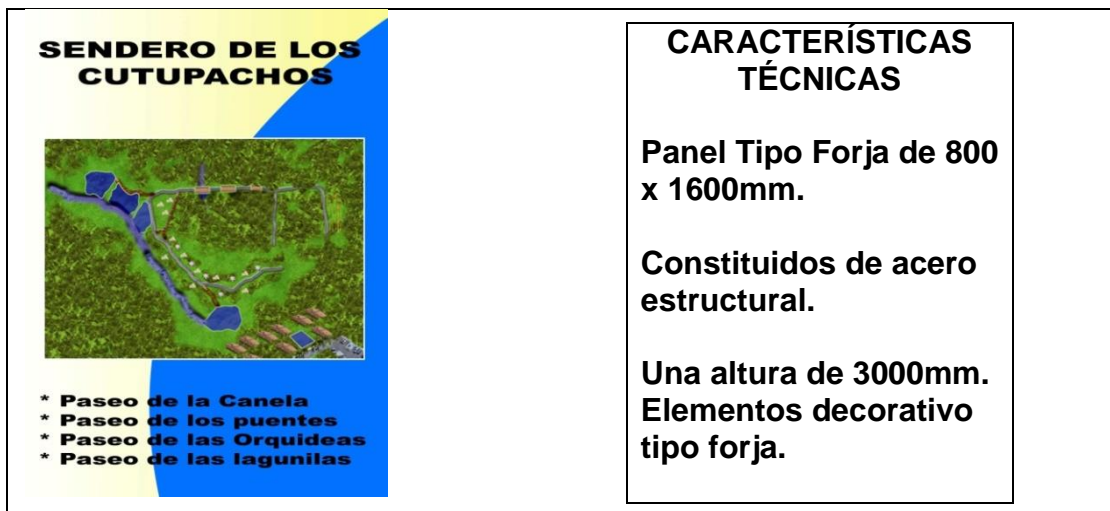 SENDERO DE LOS
CUTUPACHOS
* Paseo de la Canela
* Paseo de los puentes
* Paseo de las Orquideas
* Paseo de las lagunilas
CARACTERÍSTICAS
TÉCNICAS
Panel Tipo Forja de 800
x 1600mm.
Constituidos de acero
estructural.
Una altura de 3000mm.
Elementos decorativo
tipo forja.